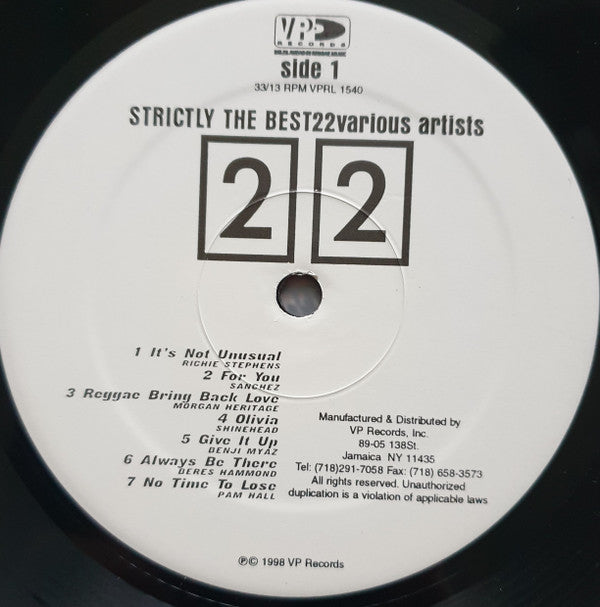 VPP
RECORDS
side 1
33/13 RPM VPRL 1540
STRICTLY THE BEST22various artists
2 2
1 It's Not Unusual
RICHIE STEPHENS
2 For You
SANCHEZ
3 Reggae Bring Back Love
MORGAN HERITAGE
4 Olivia
SHINEHEAD
5 Give It Up
DENJI MYAZ
6 Always Be There
DERES HAMMOND
7 No Time To Lose
PAM HALL
Manufactured & Distributed by
VP Records, Inc.
89-05 138St.
Jamaica NY 11435
Tel: (718)291-7058 Fax: (718) 658-3573
All rights reserved. Unauthorized
duplication is a violation of applicable laws
℗© 1998 VP Records